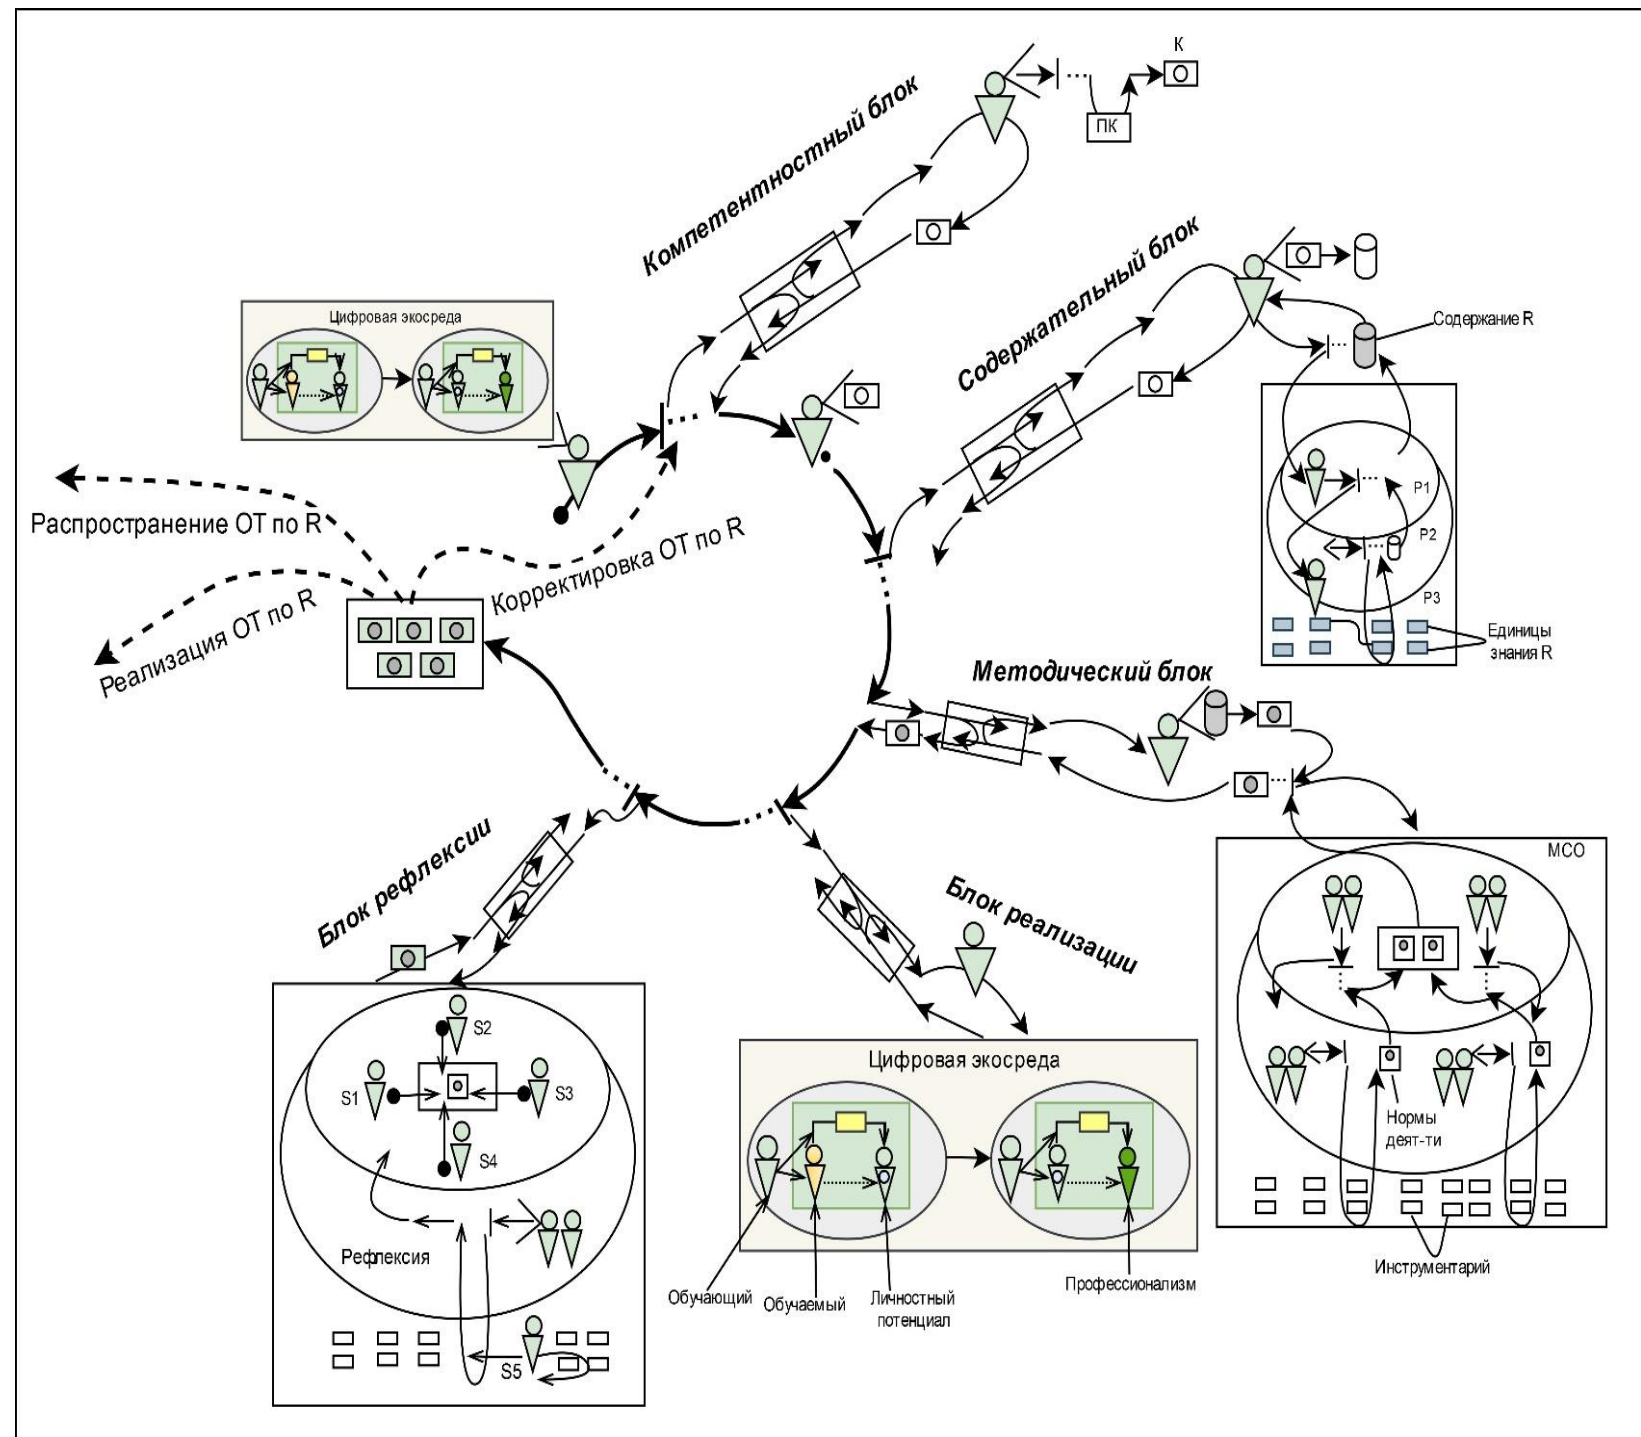 К
ПК
Компетентностный блок
Содержательный блок
Содержание R
Цифровая экосреда
P1
P2
P3
Единицы
знания R
Распространение ОТ по R
Корректировка ОТ по R
Реализация ОТ по R
Методический блок
МСО
Нормы
деят-ти
Инструментарий
Блок рефлексии
Блок реализации
S2
S1
S3
S4
Рефлексия
S5
Цифровая экосреда
Обучающий
Обучаемый
Личностный
потенциал
Профессионализм